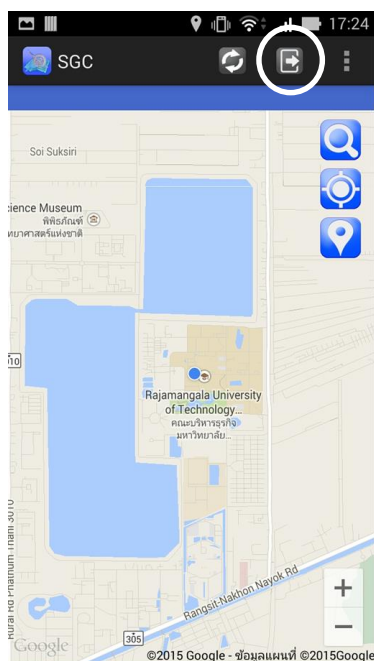 17:24
SGC
Soi Suksiri
cience Museum
พิพิธภัณฑ์
ทยาศาสตร์แห่งชาติ
Rajamangala University
of Technology...
คณะบริหารธุรกิจ
มหาวิทยาลัย...
Rangsit-Nakhon Nayok Rd
305
Google
©2015 Google - ข้อมูลแผนที่ ©2015Google
+
−